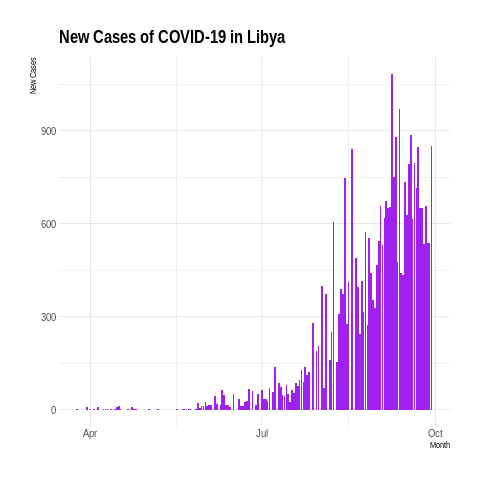 New Cases of COVID-19 in Libya
New Cases
900
600
300
0
Apr
Jul
Oct
Month